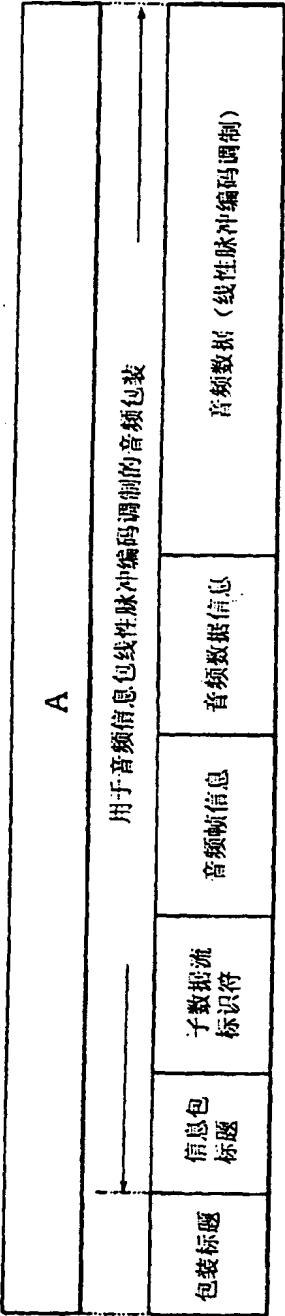 A
用于音频信息包线性脉冲编码调制的音频包装
包装标题
信息包
标题
子数据流
标识符
音频帧信息
音频数据信息
音频数据（线性脉冲编码调制）